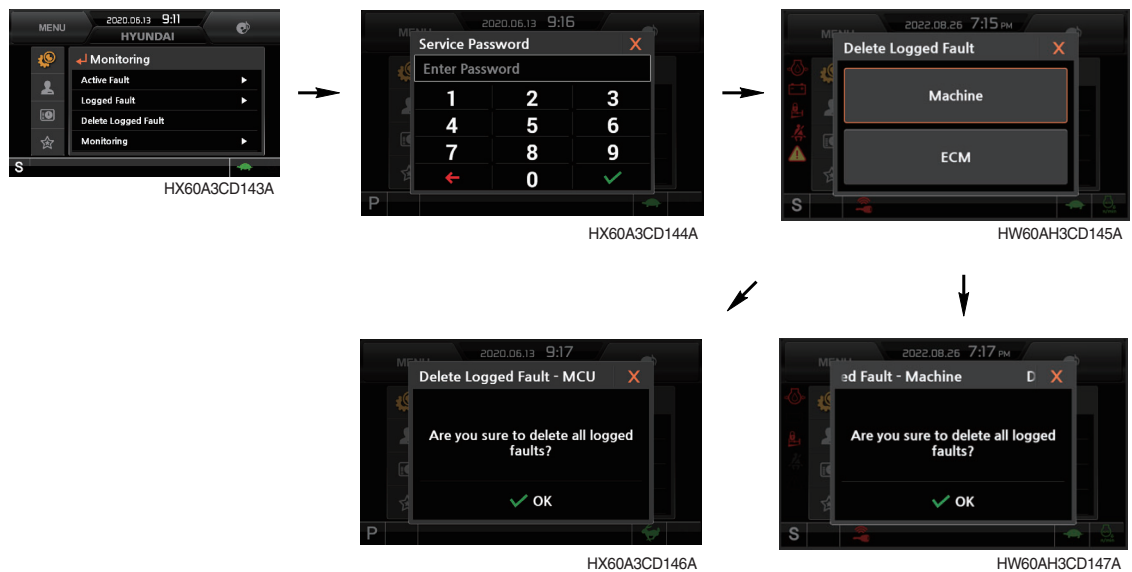 MENU
2020.06.13 9:11
HYUNDAI
Monitoring
Active Fault
Logged Fault
Delete Logged Fault
Monitoring
S
HX60A3CD143A
2020.06.13 9:16
Service Password X
Enter Password
1 2 3
4 5 6
7 8 9
0
P
HX60A3CD144A
2022.08.26 7:15 PM
Delete Logged Fault X
Machine
ECM
S
HW60AH3CD145A
2020.06.13 9:17
Delete Logged Fault - MCU X
Are you sure to delete all logged
faults?
OK
P
HX60A3CD146A
2022.08.26 7:17 PM
ed Fault - Machine D X
Are you sure to delete all logged
faults?
OK
S
HW60AH3CD147A